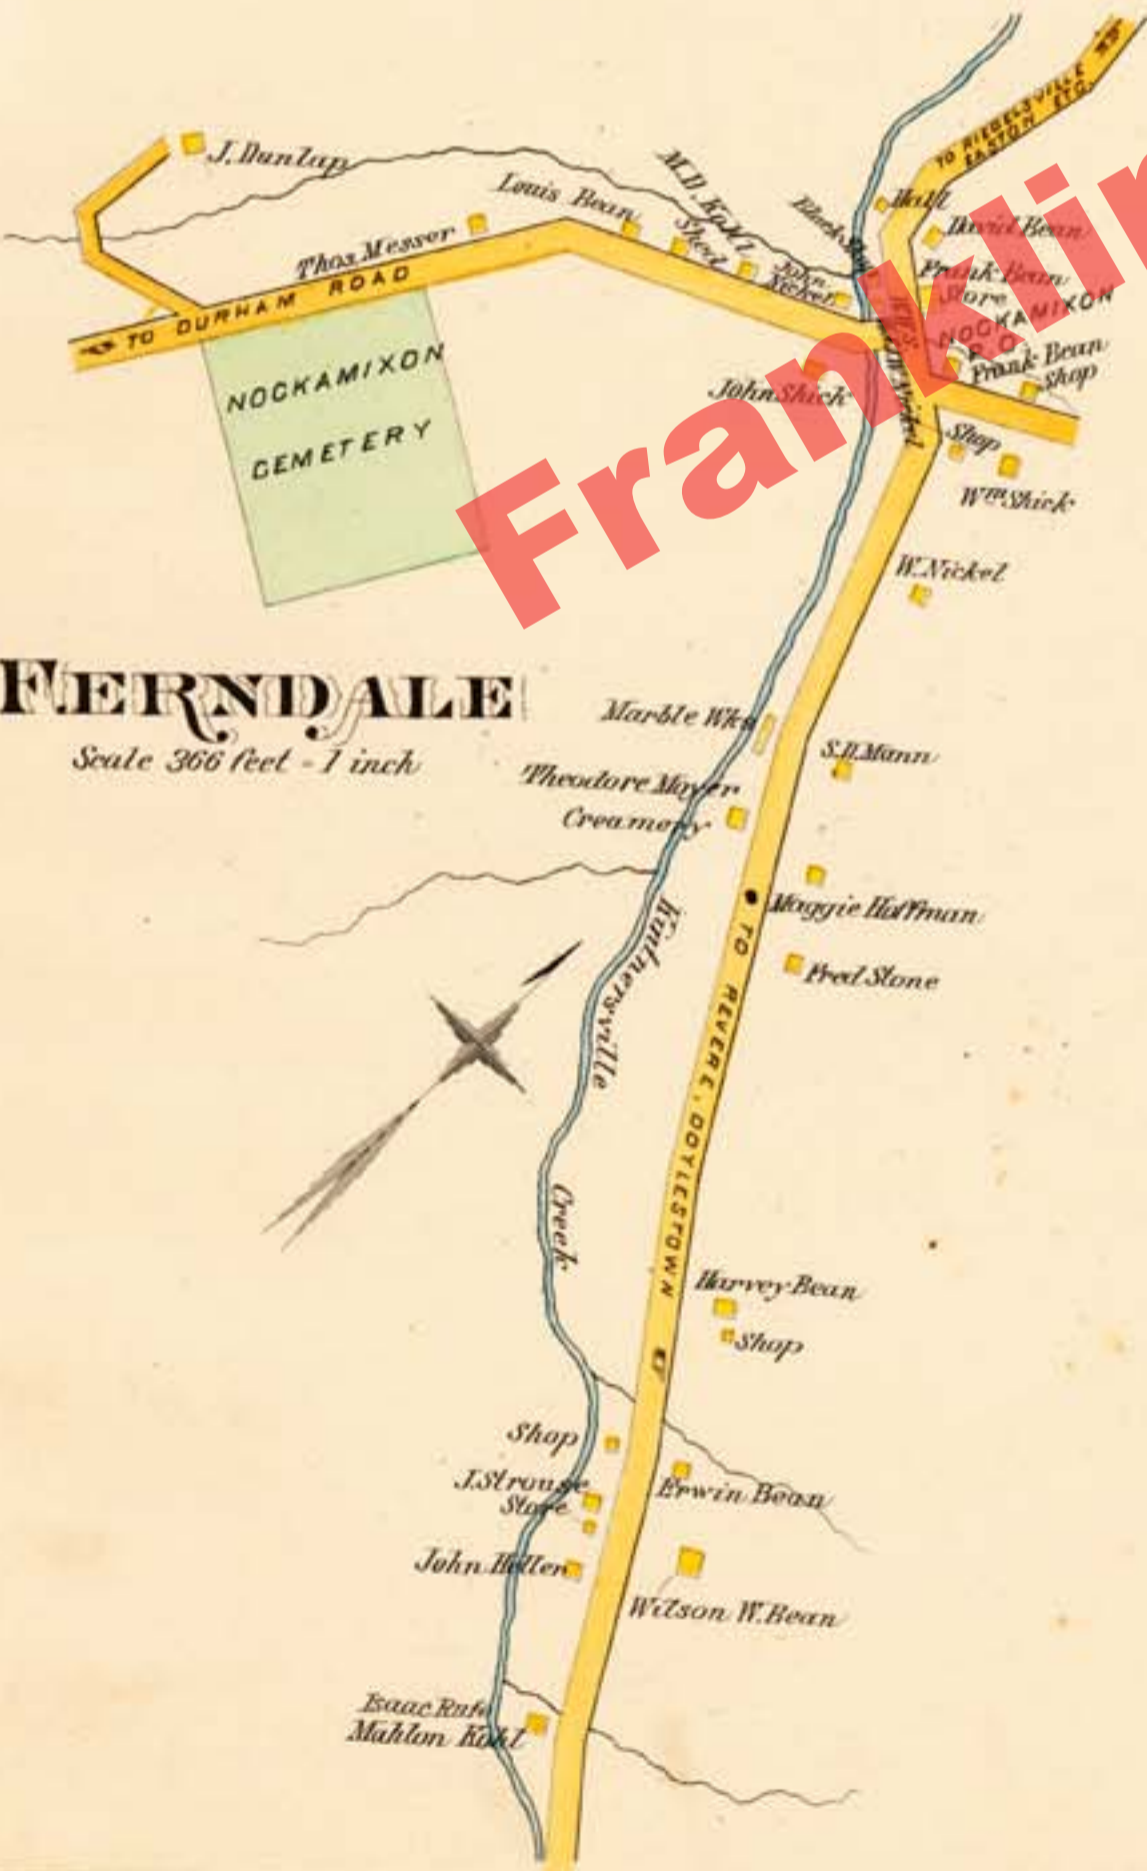 TO RIEGELSVILLE
EASTON ETC.
J. Dunlap
M.D. Kohl
Louis Bean
Hall
David Bean
Thos. Messer
Shed
John
Nickel
Frank Bean
Store
NOCKAMIXON
P.O.
Frank Bean
Shop
TO DURHAM ROAD
NOCKAMIXON
CEMETERY
John Shick
Nickel
Shop
Wm Shick
Franklin
W. Nickel
FERNDALE
Scale 366 feet = 1 inch
Marble Wks
S.D. Mann
Theodore Moyer
Creamery
Maggie Hoffman
Fred Stone
Kintnersville
Creek
TO REVERE, DOYLESTOWN
Harvey Bean
Shop
Shop
J. Strouse
Store
Erwin Bean
John Heller
Wilson W. Bean
Isaac
Mahlon Kohl